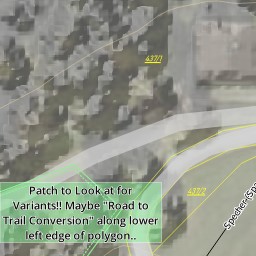 437/1
Patch to Look at for
Variants!! Maybe "Road to
Trail Conversion" along lower
left edge of polygon..
437/2